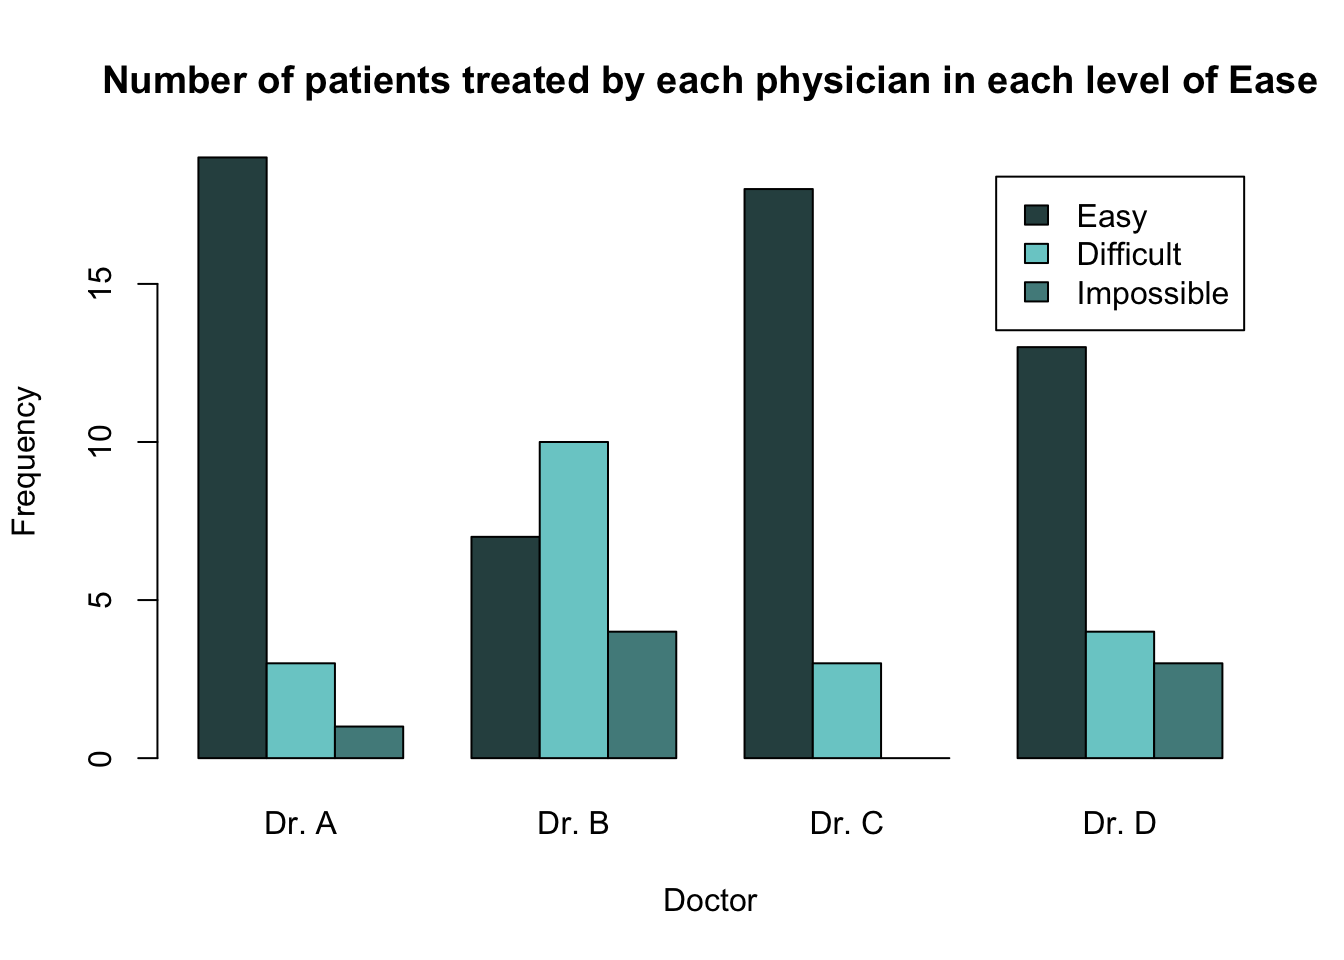 Number of patients treated by each physician in each level of Ease
Easy
Difficult
Impossible
15
10
5
0
Frequency
Dr. A
Dr. B
Dr. C
Dr. D
Doctor